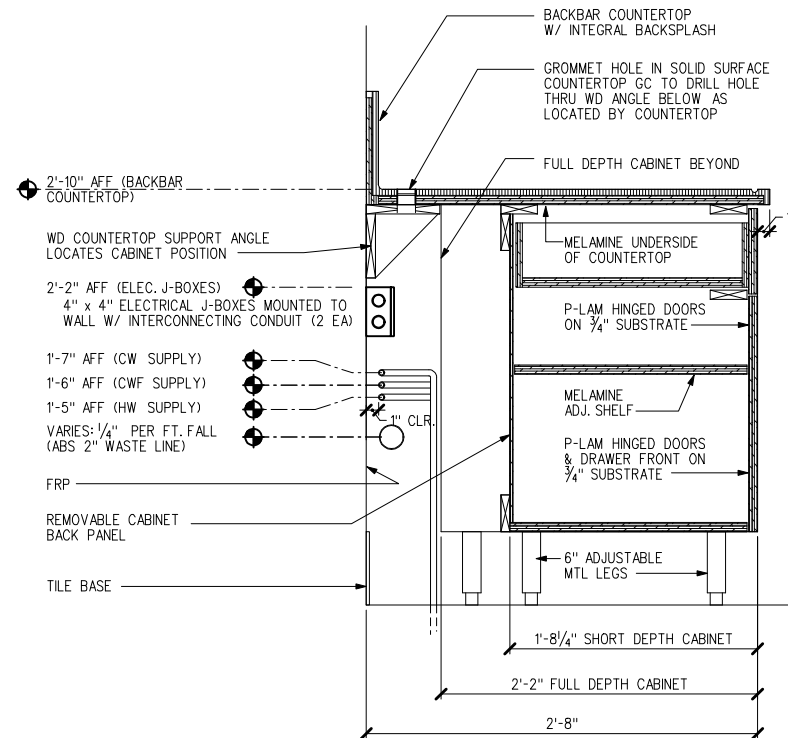 BACKBAR COUNTERTOP
W/ INTEGRAL BACKSPLASH
GROMMET HOLE IN SOLID SURFACE
COUNTERTOP GC TO DRILL HOLE
THRU WD ANGLE BELOW AS
LOCATED BY COUNTERTOP
FULL DEPTH CABINET BEYOND
2'-10" AFF (BACKBAR
COUNTERTOP)
WD COUNTERTOP SUPPORT ANGLE
LOCATES CABINET POSITION
MELAMINE UNDERSIDE
OF COUNTERTOP
2'-2" AFF (ELEC. J-BOXES)
4" x 4" ELECTRICAL J-BOXES MOUNTED TO
WALL W/ INTERCONNECTING CONDUIT (2 EA)
P-LAM HINGED DOORS
ON 3/4" SUBSTRATE
1'-7" AFF (CW SUPPLY)
1'-6" AFF (CWF SUPPLY)
1'-5" AFF (HW SUPPLY)
1" CLR.
VARIES: 1/4" PER FT. FALL
(ABS 2" WASTE LINE)
MELAMINE
ADJ. SHELF
P-LAM HINGED DOORS
& DRAWER FRONT ON
3/4" SUBSTRATE
FRP
REMOVABLE CABINET
BACK PANEL
TILE BASE
6" ADJUSTABLE
MTL LEGS
1'-8 1/4" SHORT DEPTH CABINET
2'-2" FULL DEPTH CABINET
2'-8"